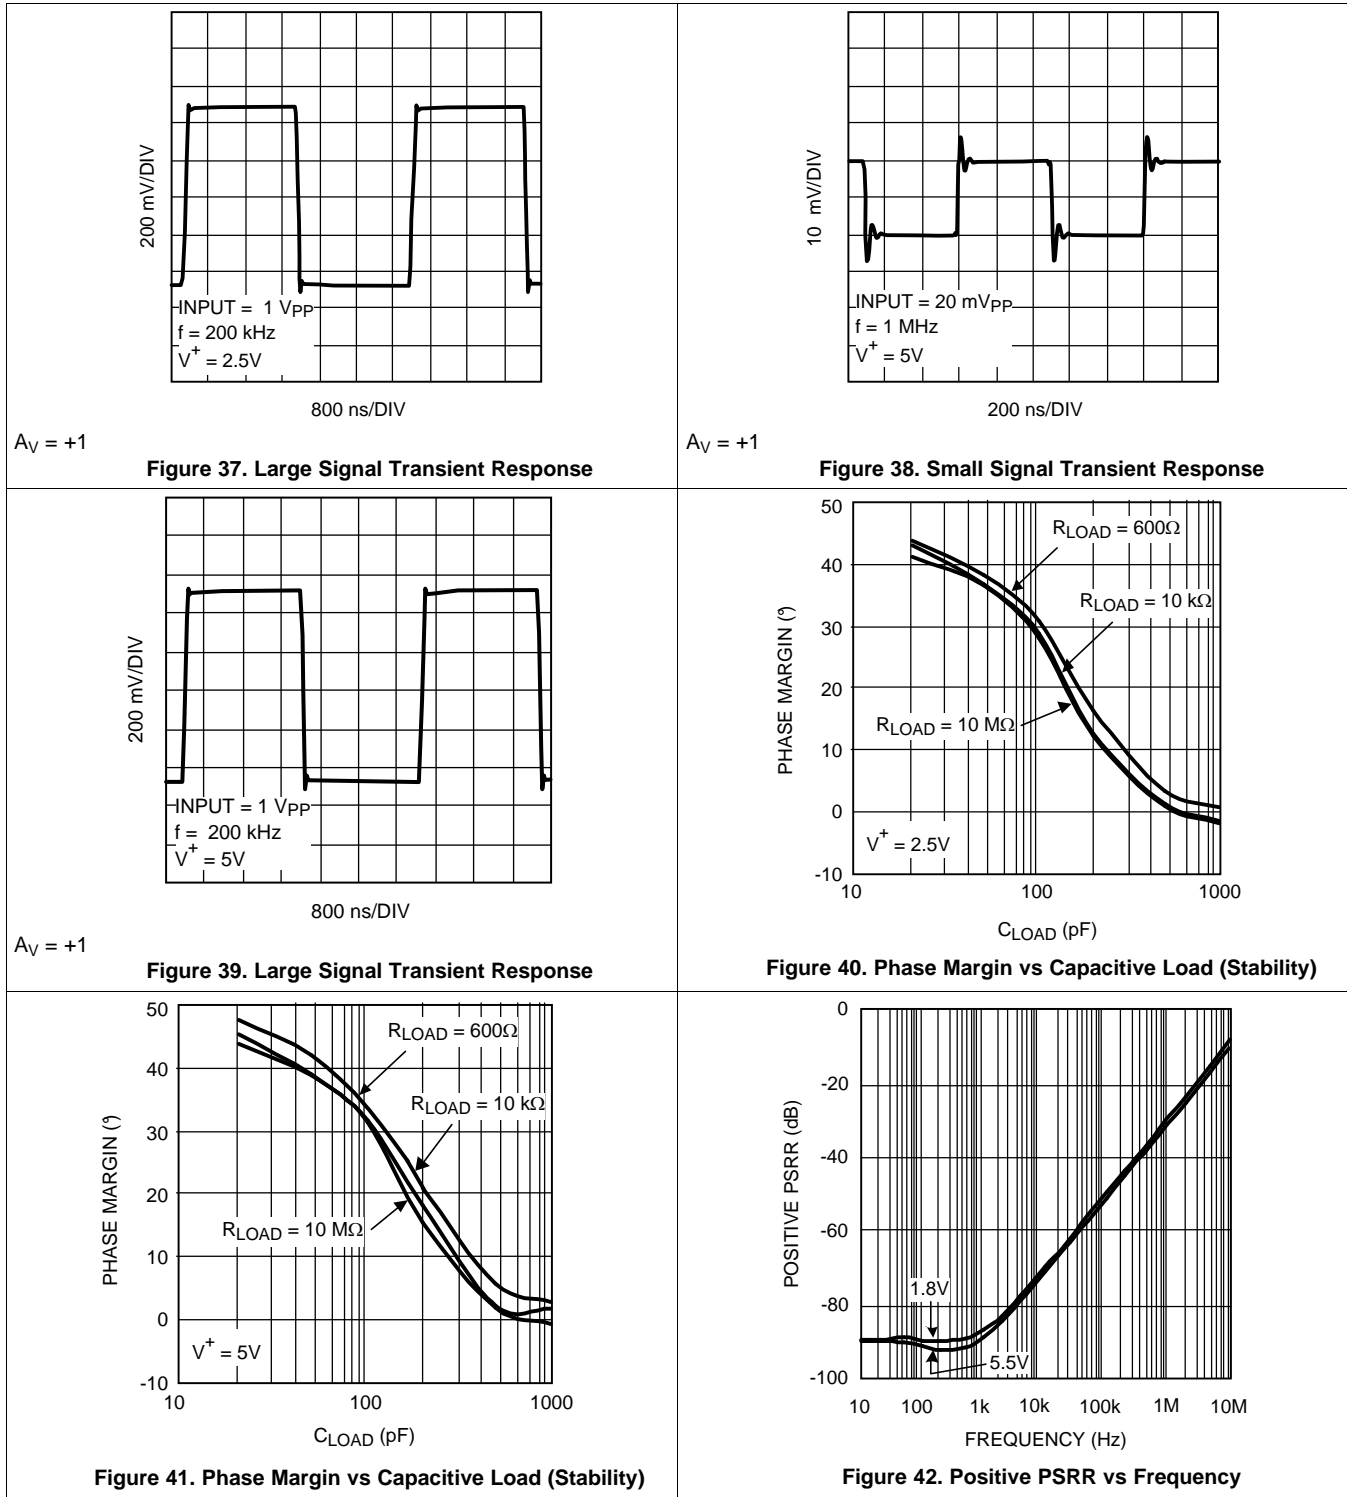 200 mV/DIV
INPUT = 1 VPP
f = 200 kHz
V+ = 2.5V
800 ns/DIV
AV = +1
Figure 37. Large Signal Transient Response
10 mV/DIV
INPUT = 20 mVPP
f = 1 MHz
V+ = 5V
200 ns/DIV
AV = +1
Figure 38. Small Signal Transient Response
200 mV/DIV
INPUT = 1 VPP
f = 200 kHz
V+ = 5V
800 ns/DIV
AV = +1
Figure 39. Large Signal Transient Response
PHASE MARGIN (°)
50
40
30
20
10
0
-10
RLOAD = 600Ω
RLOAD = 10 kΩ
RLOAD = 10 MΩ
V+ = 2.5V
10 100 1000
CLOAD (pF)
Figure 40. Phase Margin vs Capacitive Load (Stability)
PHASE MARGIN (°)
50
40
30
20
10
0
-10
RLOAD = 600Ω
RLOAD = 10 kΩ
RLOAD = 10 MΩ
V+ = 5V
10 100 1000
CLOAD (pF)
Figure 41. Phase Margin vs Capacitive Load (Stability)
POSITIVE PSRR (dB)
0
-20
-40
-60
-80
-100
1.8V
5.5V
10 100 1k 10k 100k 1M 10M
FREQUENCY (Hz)
Figure 42. Positive PSRR vs Frequency